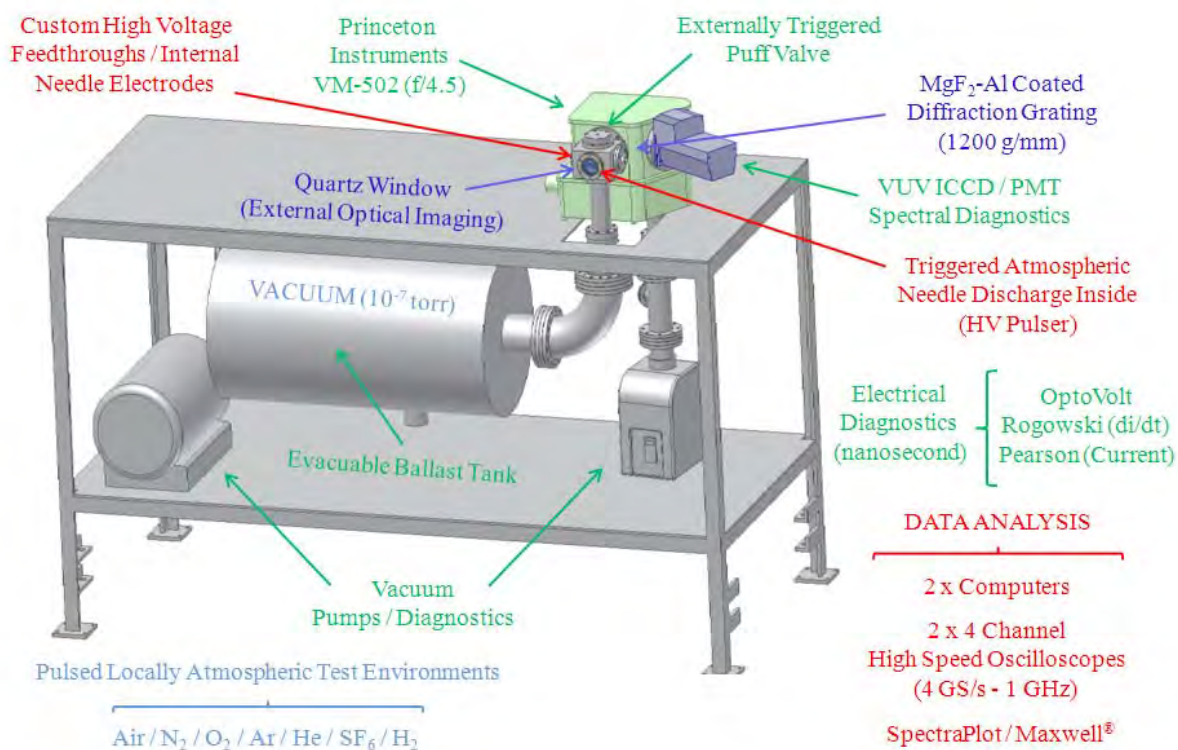 Custom High Voltage
Feedthroughs / Internal
Needle Electrodes
Princeton
Instruments
VM-502 (f/4.5)
Externally Triggered
Puff Valve
MgF₂-Al Coated
Diffraction Grating
(1200 g/mm)
Quartz Window
(External Optical Imaging)
VUV ICCD / PMT
Spectral Diagnostics
VACUUM (10⁻⁷ torr)
Triggered Atmospheric
Needle Discharge Inside
(HV Pulser)
Evacuable Ballast Tank
Electrical
Diagnostics
(nanosecond)
OptoVolt
Rogowski (di/dt)
Pearson (Current)
Vacuum
Pumps / Diagnostics
DATA ANALYSIS
2 x Computers
2 x 4 Channel
High Speed Oscilloscopes
(4 GS/s - 1 GHz)
SpectraPlot / Maxwell®
Pulsed Locally Atmospheric Test Environments
Air / N₂ / O₂ / Ar / He / SF₆ / H₂